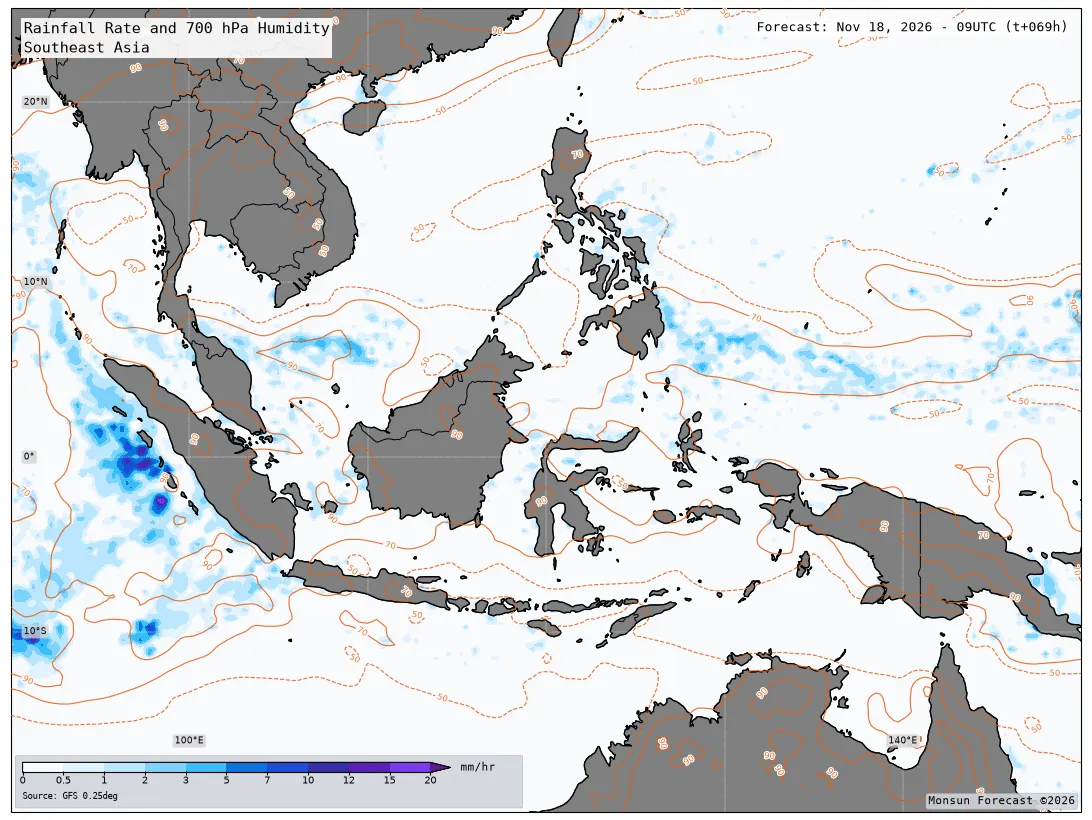 Rainfall Rate and 700 hPa Humidity
Southeast Asia
Forecast: Nov 18, 2026 - 09UTC (t+069h)
20°N
10°N
0°
10°S
100°E
140°E
0 0.5 1 2 3 5 7 10 12 15 20 mm/hr
Source: GFS 0.25deg
Monsun Forecast ©2026